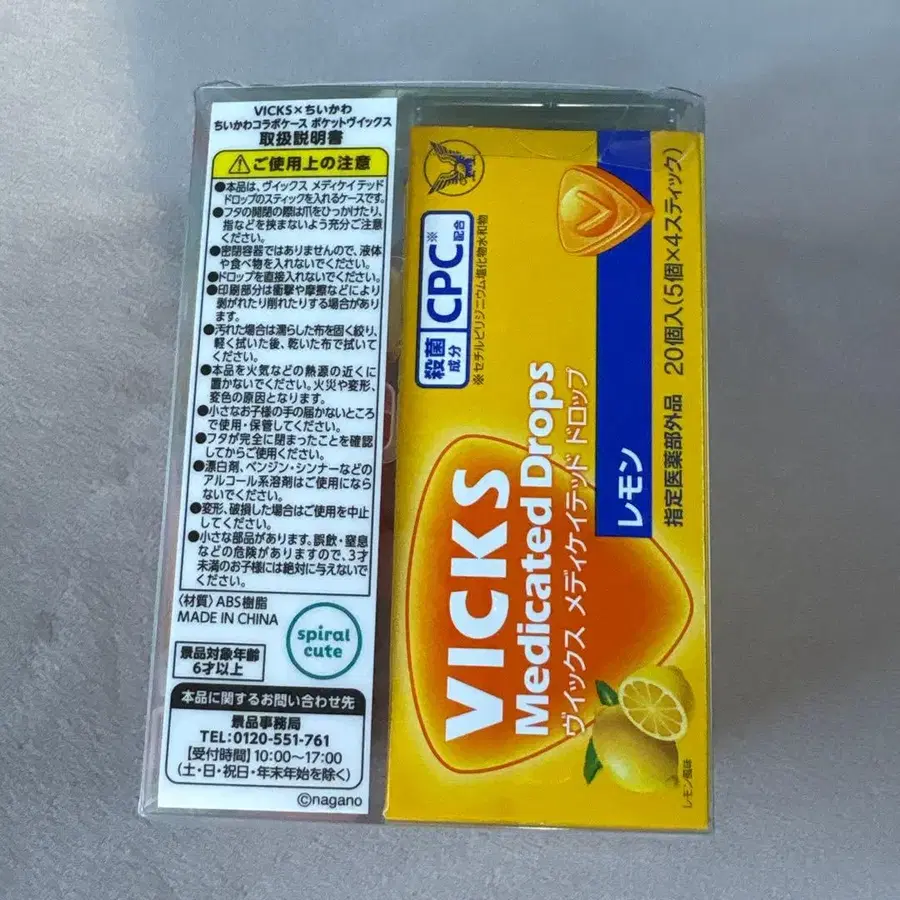 VICKS×ちいかわ
ちいかわコラボケース ポケットヴイックス
取扱説明書
ご使用上の注意
●本品は、ヴイックス メディケイテッド
ドロップのスティックを入れるケースです。
●フタの開閉の際は爪をひっかけたり、
指などを挟まないよう充分ご注意
ください。
●密閉容器ではありませんので、液体
や食べ物を入れないでください。
●ドロップを直接入れないでください。
●印刷部分は衝撃や摩擦などにより
剥がれたり削れたりする場合があり
ます。
●汚れた場合は濡らした布を固く絞り、
軽く拭いた後、乾いた布で拭いて
ください。
●本品を火気などの熱源の近くに
置かないでください。火災や変形、
変色の原因となります。
●小さなお子様の手の届かないところ
で使用・保管してください。
●フタが完全に閉まったことを確認
してからご使用ください。
●漂白剤、ベンジン・シンナーなどの
アルコール系溶剤はご使用になら
ないでください。
●変形、破損した場合はご使用を中止
してください。
●小さな部品があります。誤飲・窒息
などの危険がありますので、3才
未満のお子様には絶対に与えないで
ください。
〈材質〉ABS樹脂
MADE IN CHINA
spiral
cute
景品対象年齢
6才以上
本品に関するお問い合わせ先
景品事務局
TEL:0120-551-761
【受付時間】10:00〜17:00
(土・日・祝日・年末年始を除く)
©nagano
殺菌
成分
CPC※
配合
※セチルピリジニウム塩化物水和物
VICKS
Medicated Drops
ヴイックス メディケイテッド ドロップ
レモン
指定医薬部外品 20個入(5個×4スティック)
レモン風味